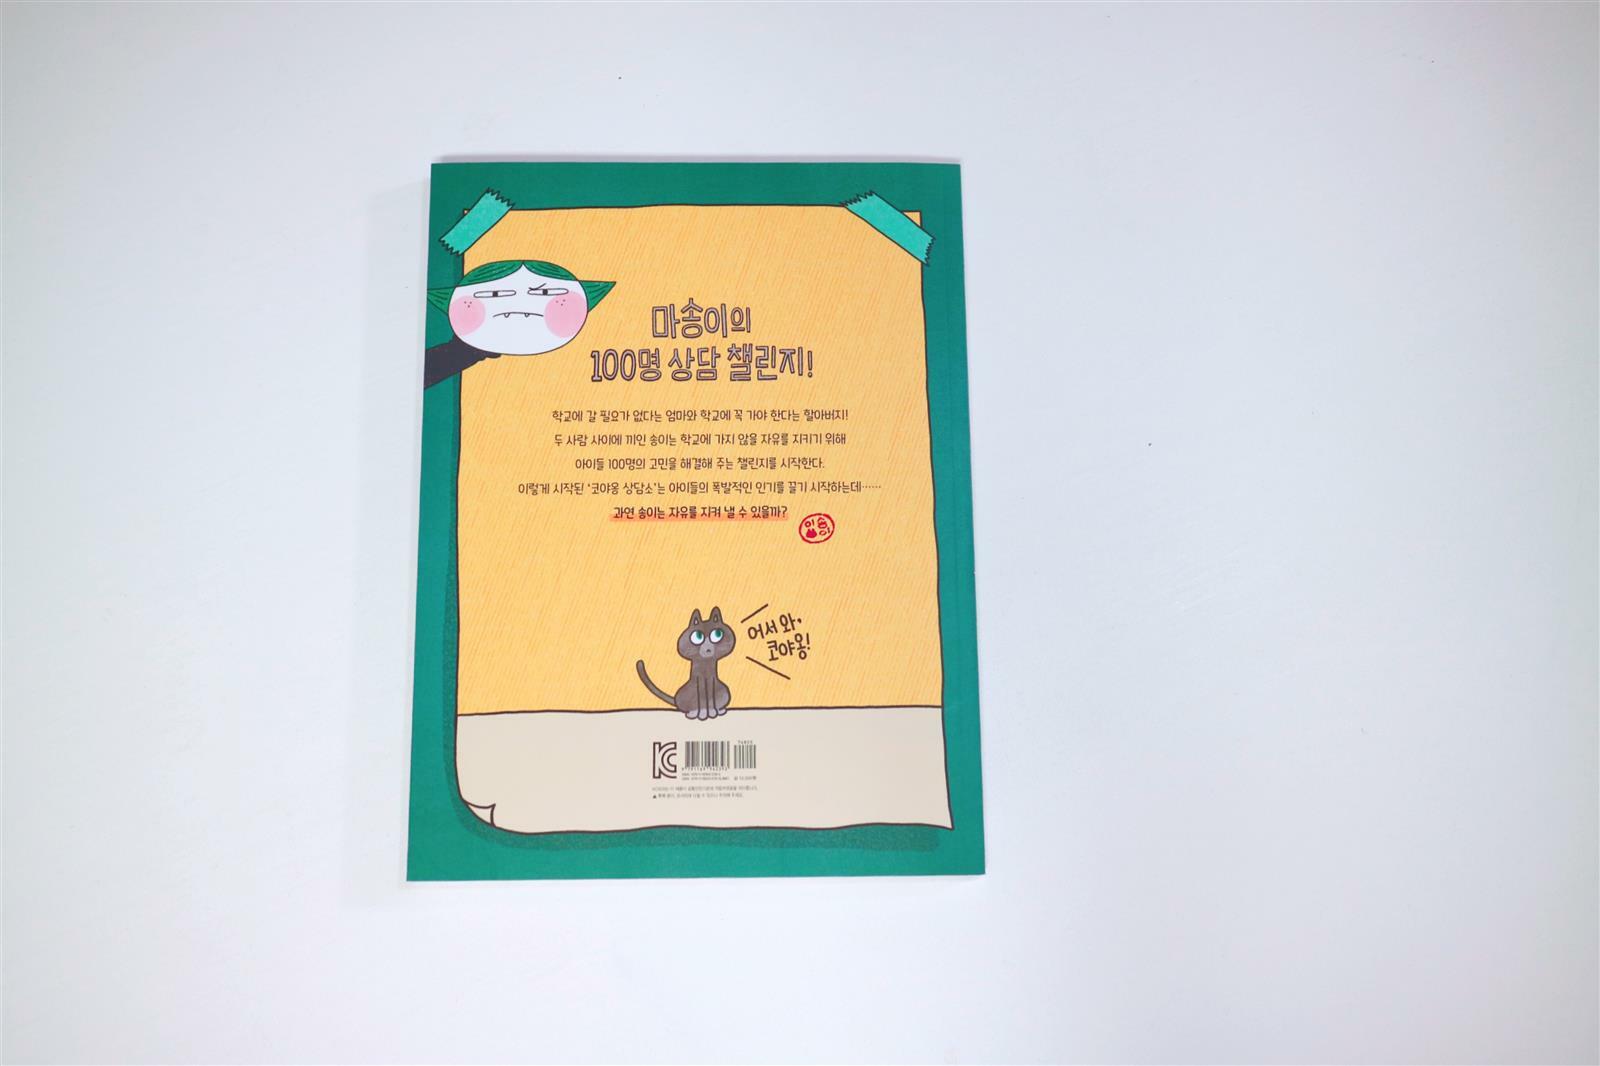 마송이의
100명 상담 챌린지!
학교에 갈 필요가 없다는 엄마와 학교에 꼭 가야 한다는 할아버지!
두 사람 사이에 끼인 송이는 학교에 가지 않을 자유를 지키기 위해
아이들 100명의 고민을 해결해 주는 챌린지를 시작한다.
이렇게 시작된 '코야옹 상담소'는 아이들의 폭발적인 인기를 끌기 시작하는데……
과연 송이는 자유를 지켜 낼 수 있을까?
어서 와,
코야옹!